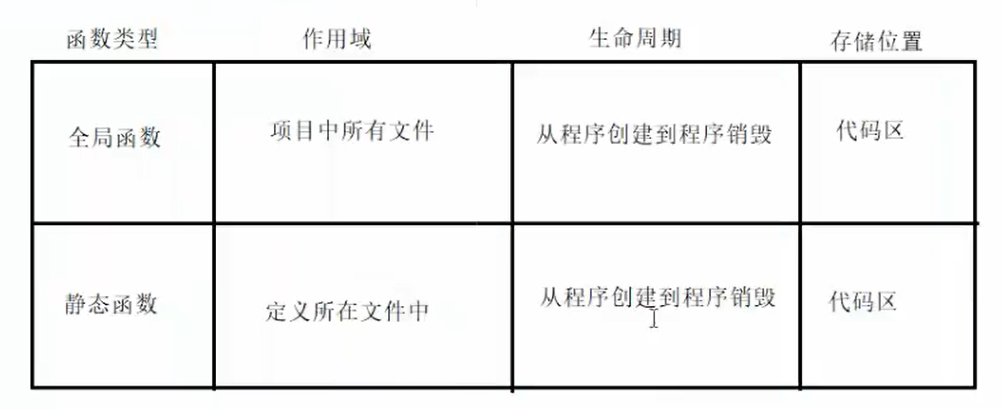 函数类型 作用域 生命周期 存储位置
全局函数 项目中所有文件 从程序创建到程序销毁 代码区
静态函数 定义所在文件中 从程序创建到程序销毁 代码区